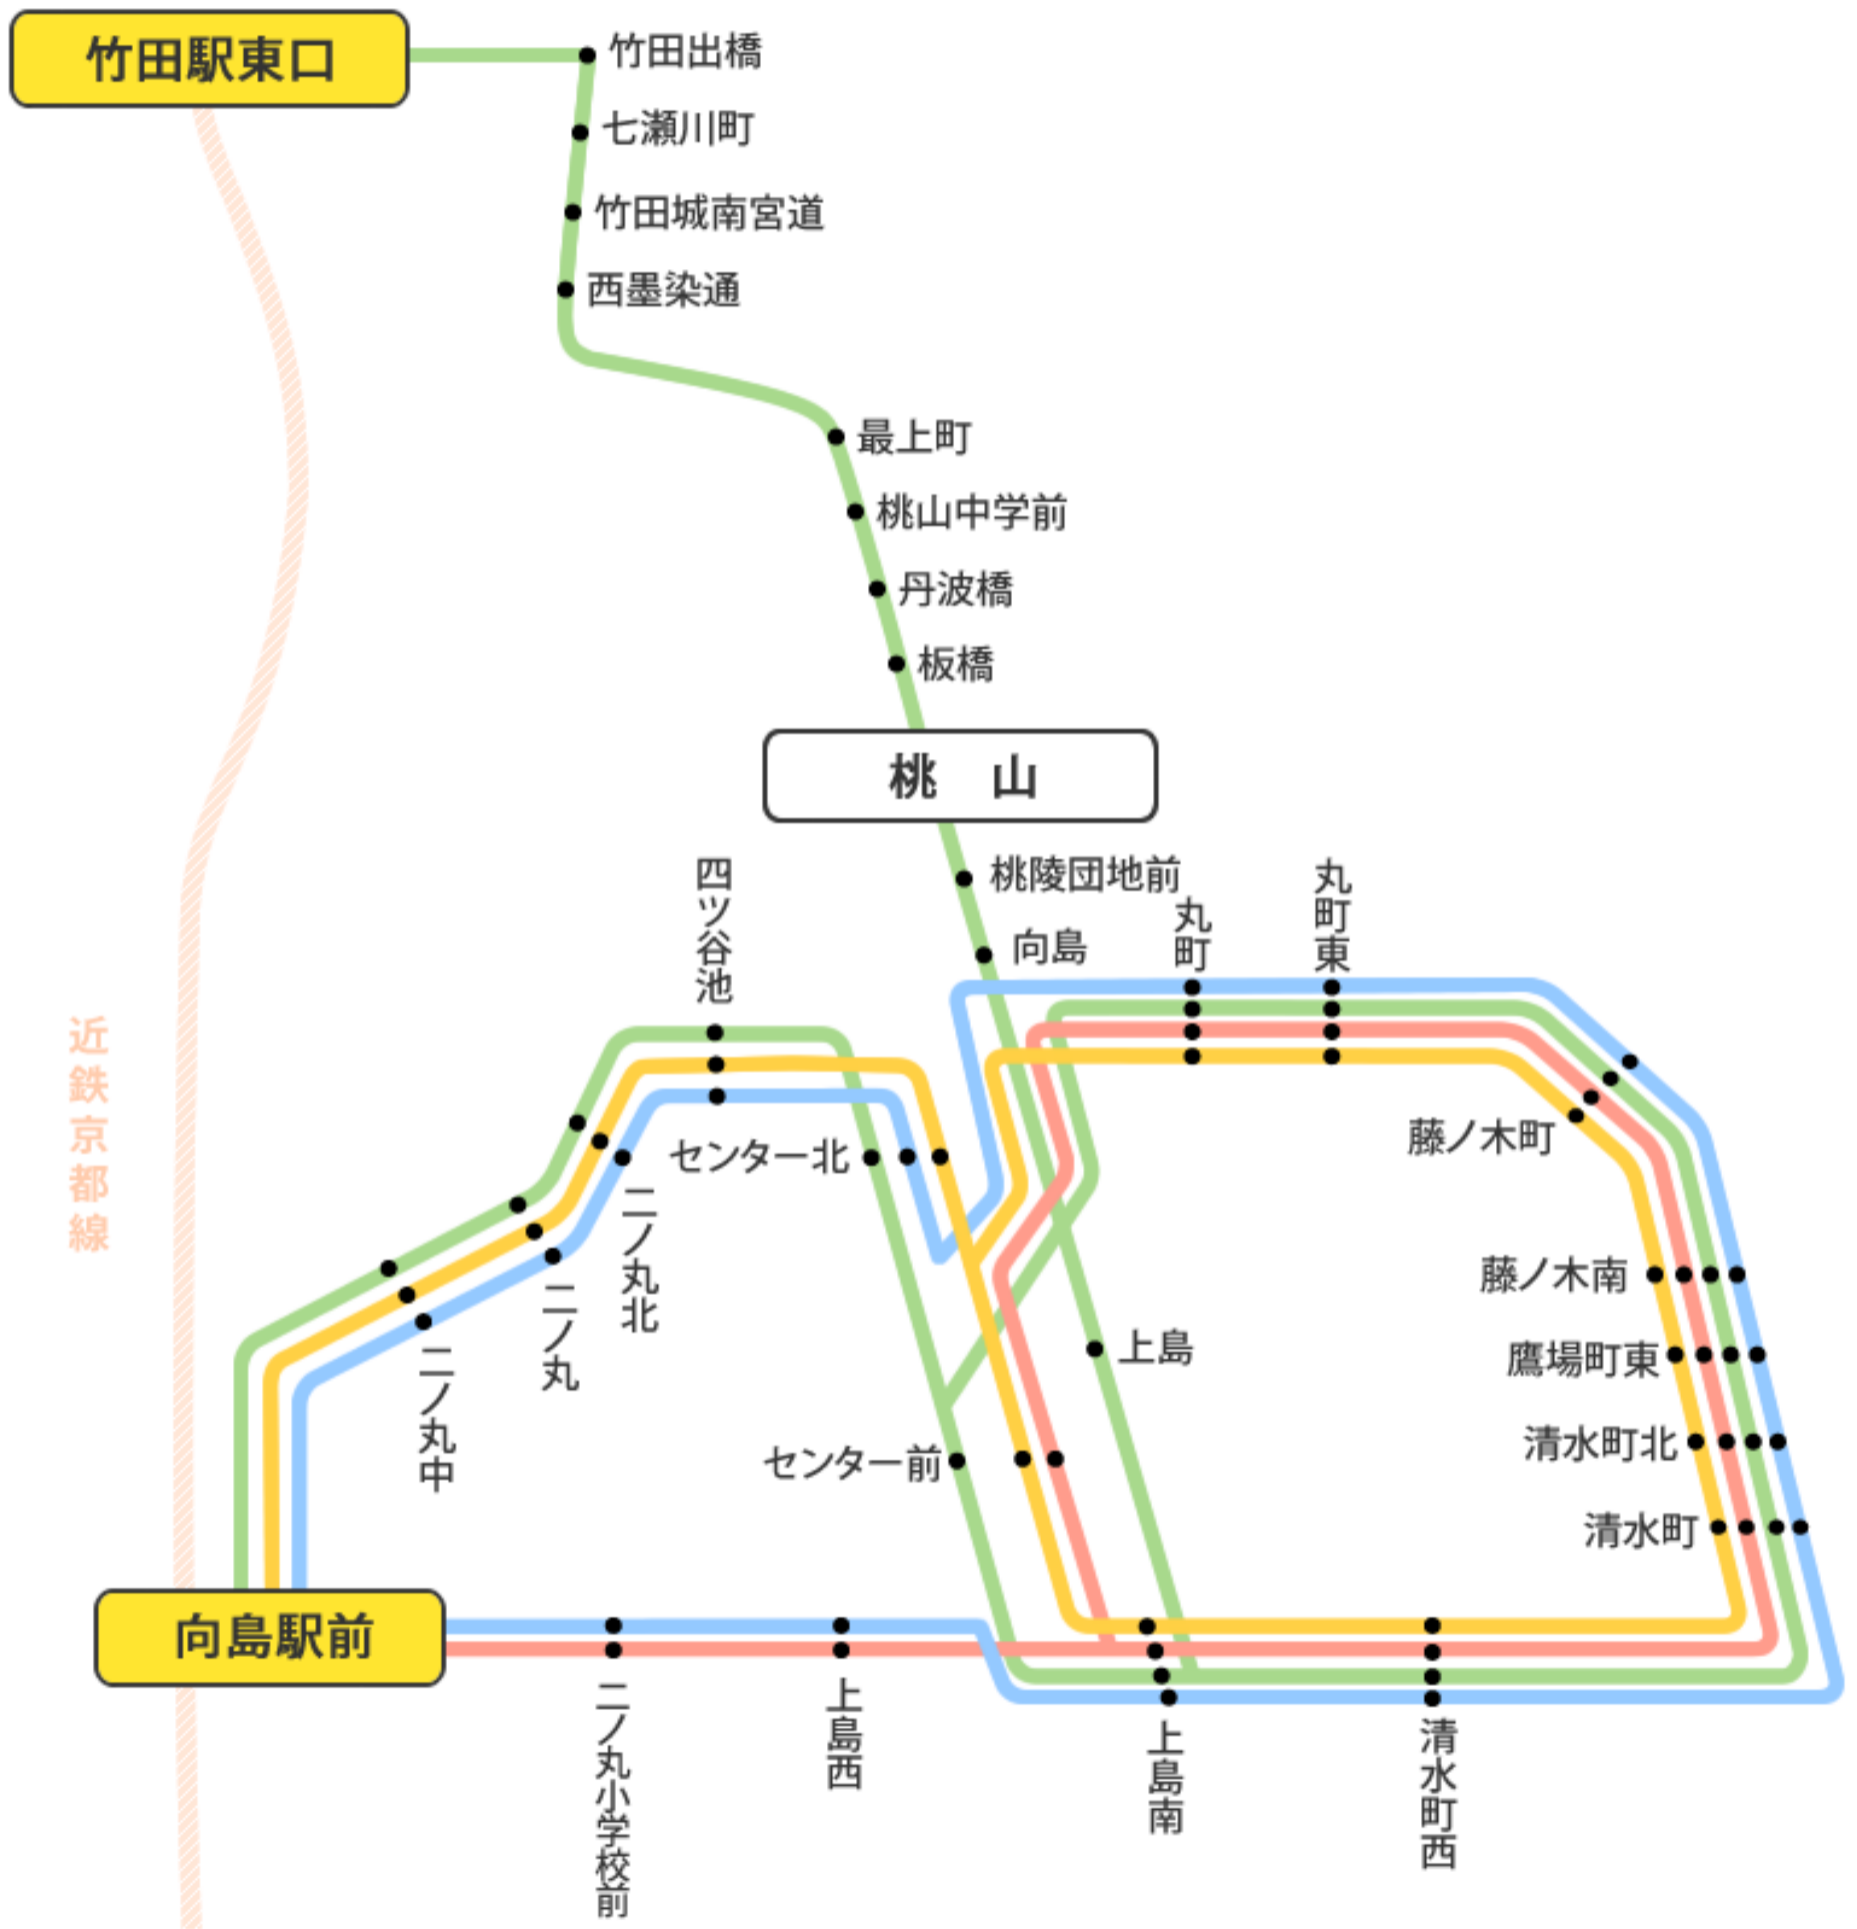 竹田駅東口
竹田出橋
七瀬川町
竹田城南宮道
西墨染通
最上町
桃山中学前
丹波橋
板橋
桃　山
桃陵団地前
向島
丸町
丸町東
四ツ谷池
近鉄京都線
センター北
藤ノ木町
二ノ丸北
二ノ丸
二ノ丸中
藤ノ木南
上島
鷹場町東
センター前
清水町北
清水町
向島駅前
二ノ丸小学校前
上島西
上島南
清水町西